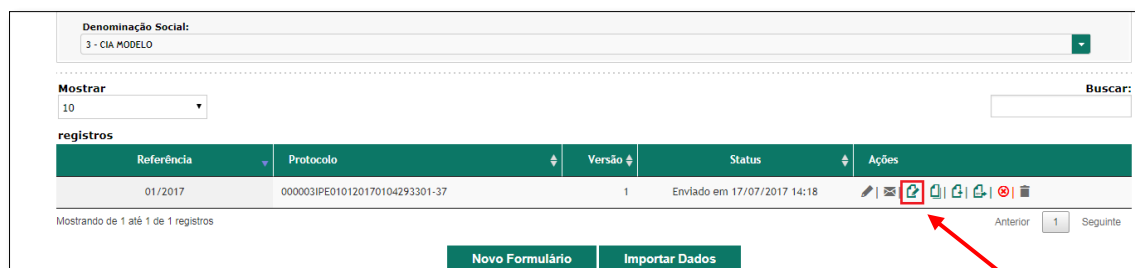 Denominação Social:
3 - CIA MODELO
Mostrar
Buscar:
10
registros
Referência Protocolo Versão Status Ações
01/2017 000003IPE010120170104293301-37 1 Enviado em 17/07/2017 14:18
Mostrando de 1 até 1 de 1 registros
Anterior 1 Seguinte
Novo Formulário Importar Dados